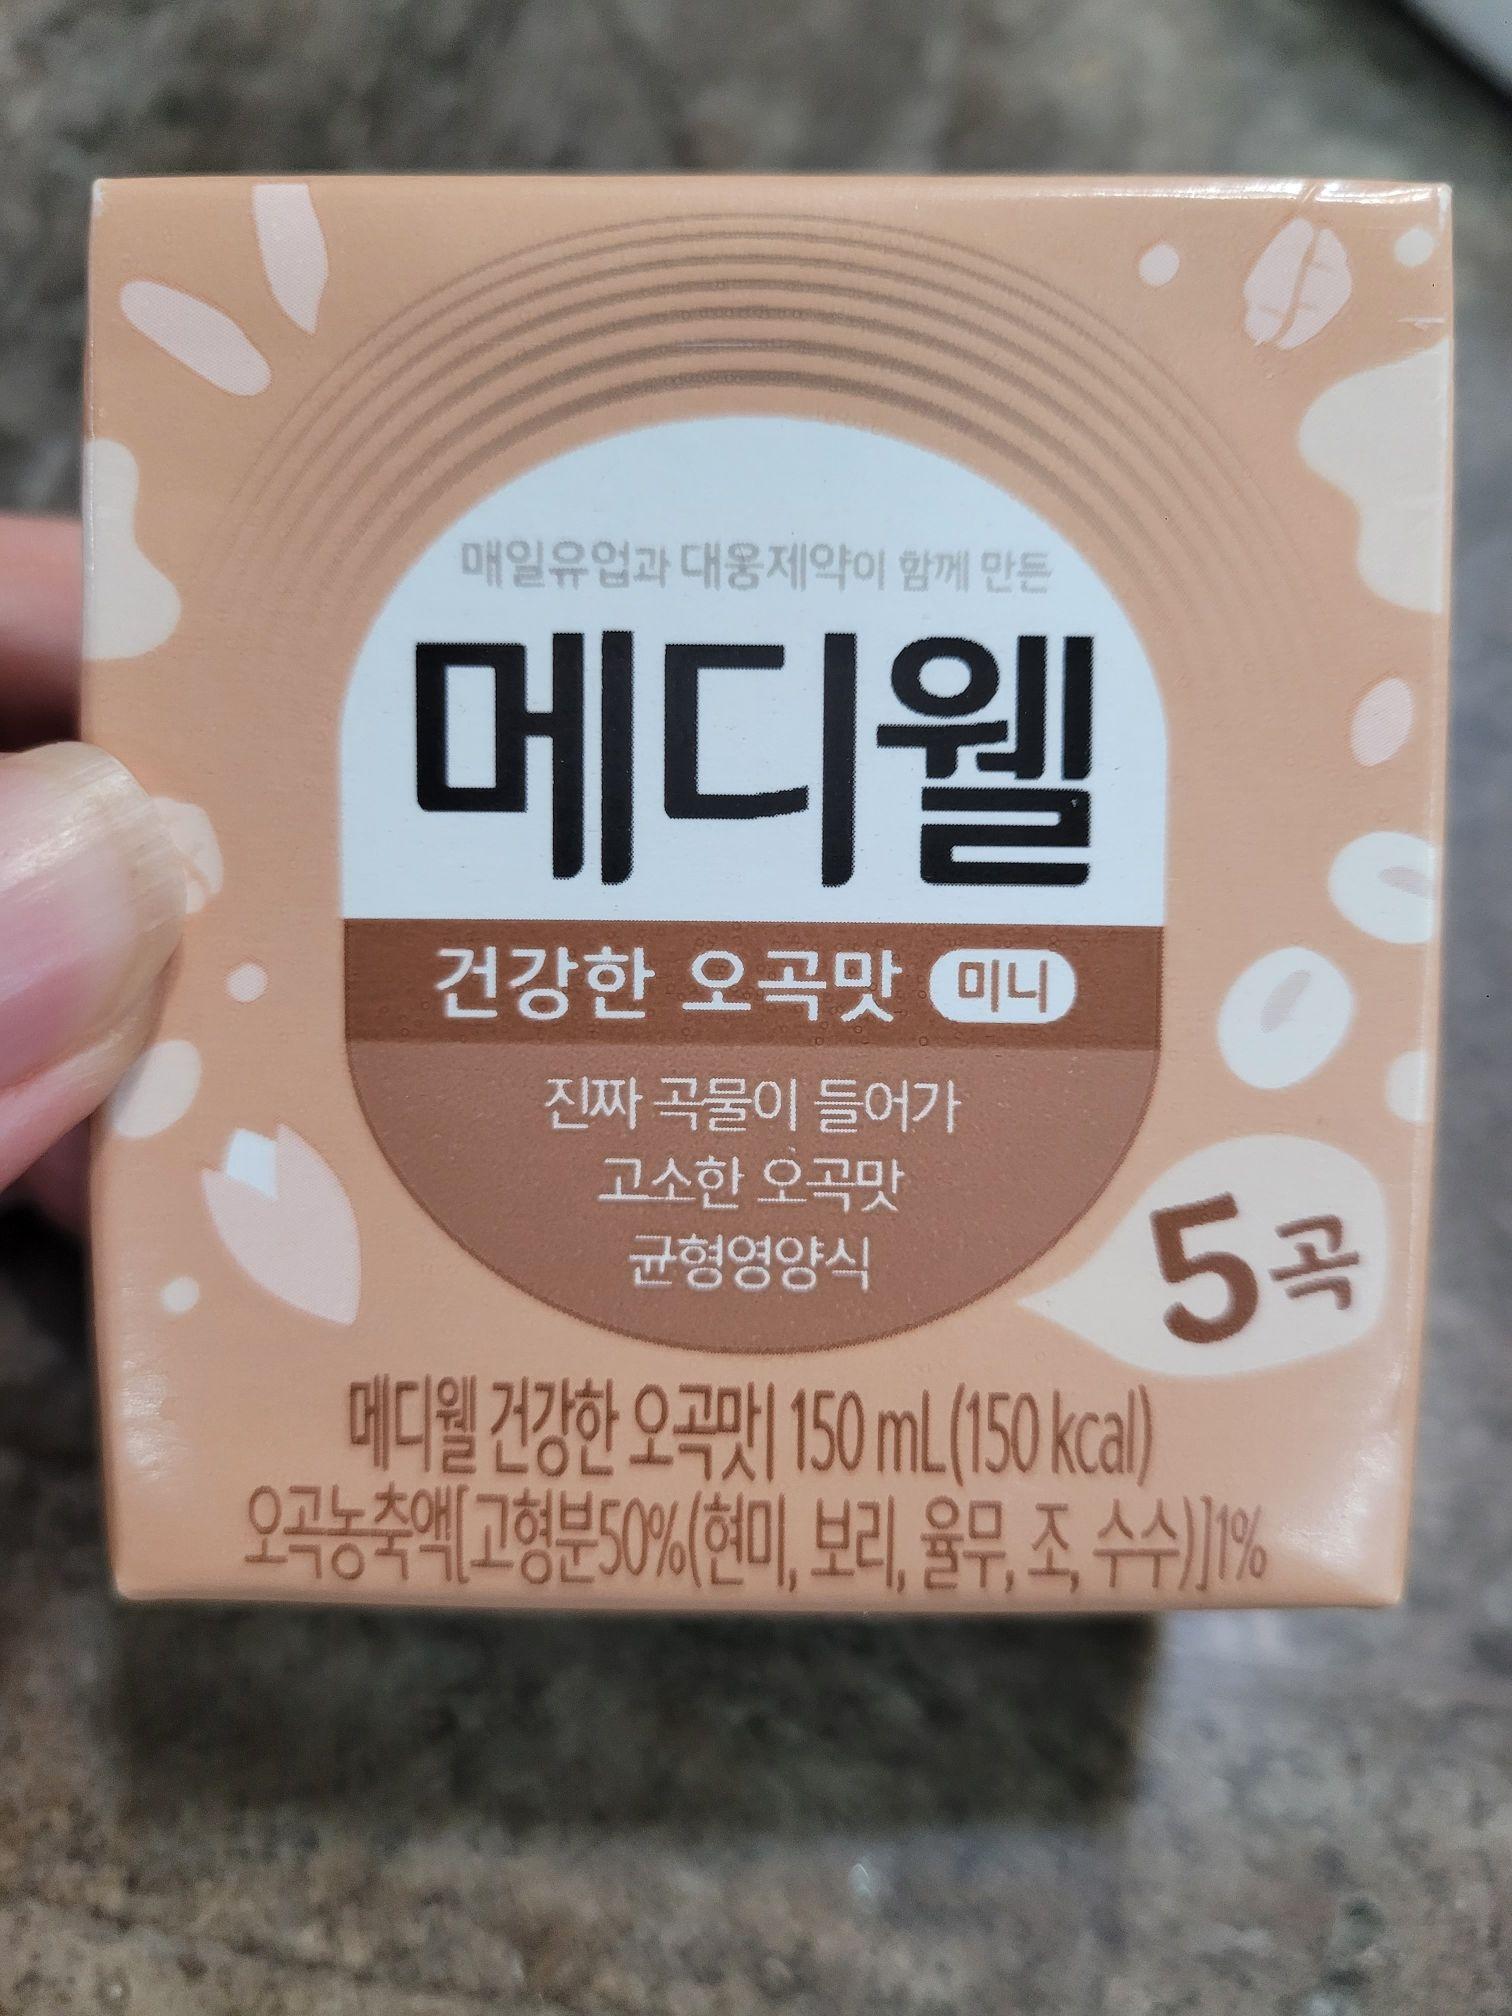 매일유업과 대웅제약이 함께 만든
메디웰
건강한 오곡맛 미니
진짜 곡물이 들어가
고소한 오곡맛
균형영양식
5곡
메디웰 건강한 오곡맛| 150 mL(150 kcal)
오곡농축액[고형분50%(현미, 보리, 율무, 조, 수수)]1%